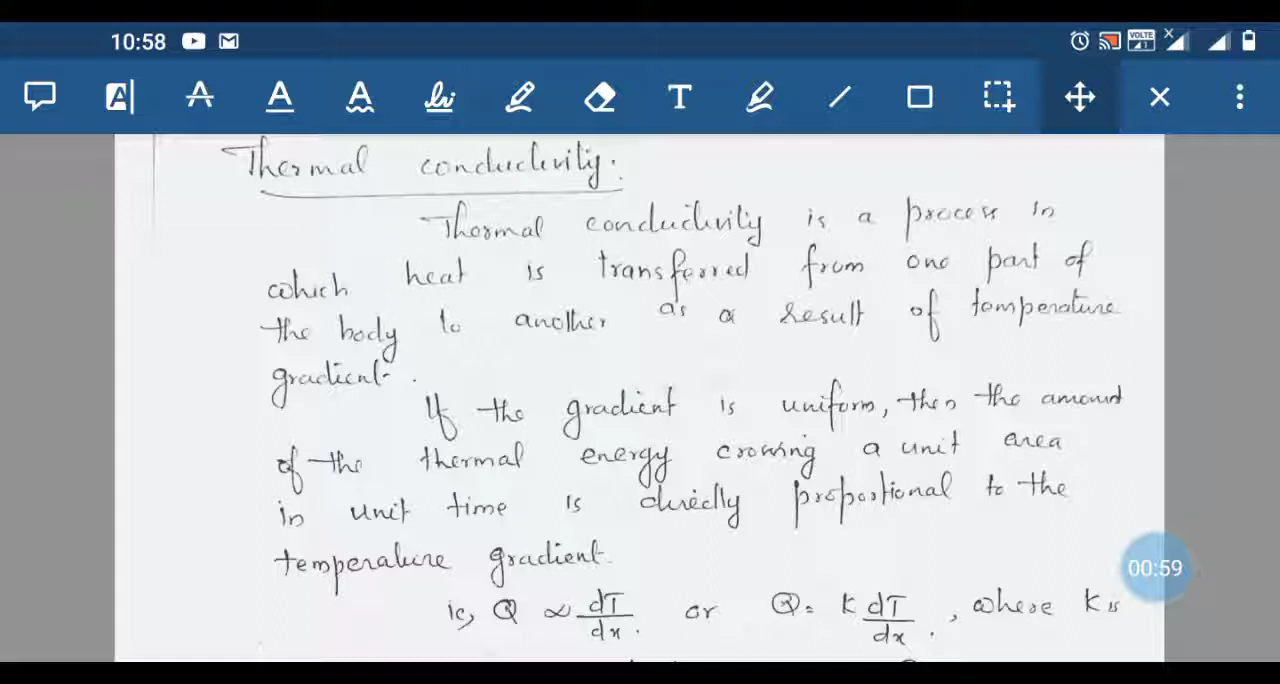 10:58
VOLTE
A
A
A
A
T
Thermal conductivity.
Thermal conductivity is a process in
which heat is transferred from one part of
the body to another as a result of temperature
gradient.
If the gradient is uniform, then the amount
of the thermal energy crossing a unit area
in unit time is directly proportional to the
temperature gradient.
ie, Q ∝ dT/dx. or Q = K dT/dx., where K is
00:59